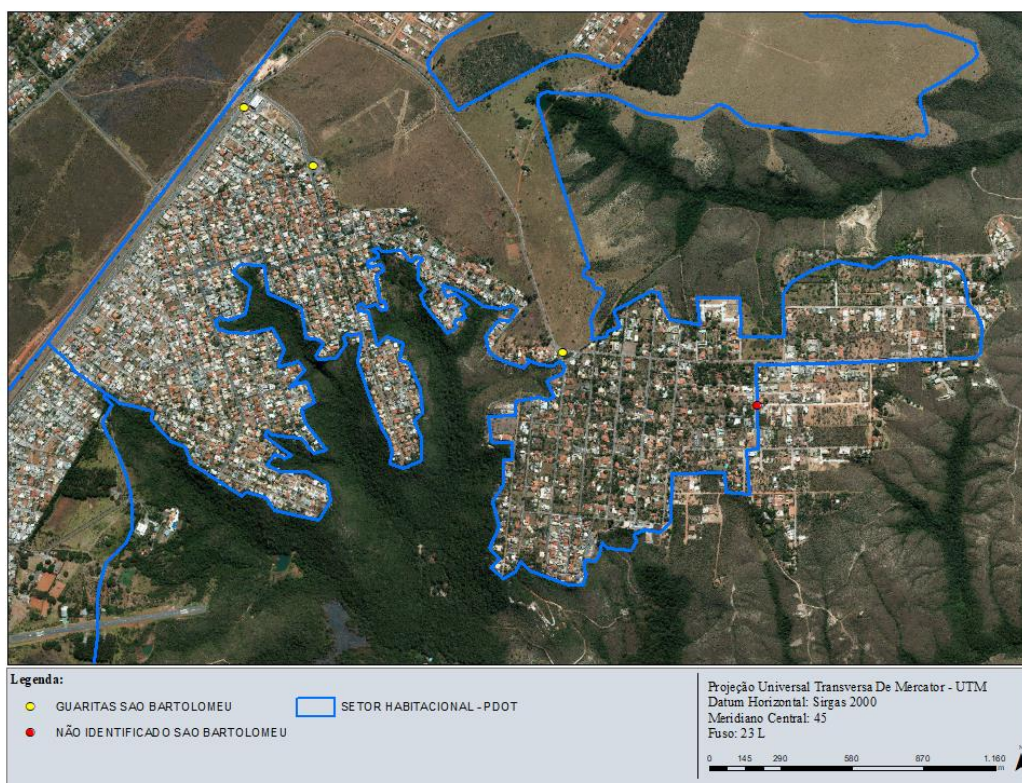 Legenda:
GUARITAS SAO BARTOLOMEU
SETOR HABITACIONAL - PDOT
NÃO IDENTIFICADO SAO BARTOLOMEU
Projeção Universal Transversa De Mercator - UTM
Datum Horizontal: Sirgas 2000
Meridiano Central: 45
Fuso: 23 L
0 145 290 580 870 1.160
m